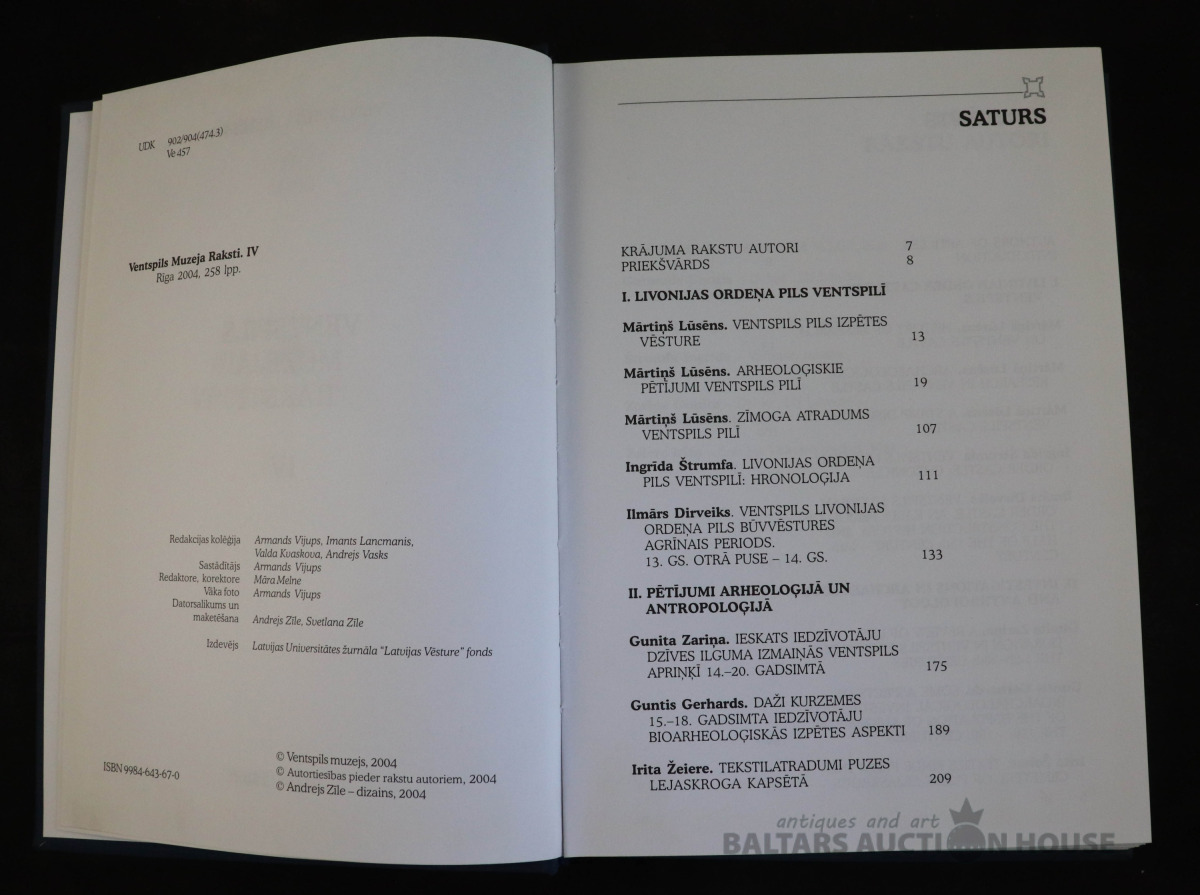 UDK 902/904(474.3)
Ve 457
Ventspils Muzeja Raksti. IV
Rīga 2004, 258 lpp.
Redakcijas kolēģija Armands Vijups, Imants Lancmanis,
Valda Kvaskova, Andrejs Vasks
Sastādītājs Armands Vijups
Redaktore, korektore Māra Melne
Vāka foto Armands Vijups
Datorsalikums un
maketēšana Andrejs Zīle, Svetlana Zīle
Izdevējs Latvijas Universitātes žurnāla "Latvijas Vēsture" fonds
ISBN 9984-643-67-0
© Ventspils muzejs, 2004
© Autortiesības pieder rakstu autoriem, 2004
© Andrejs Zīle – dizains, 2004
SATURS
KRĀJUMA RAKSTU AUTORI 7
PRIEKŠVĀRDS 8
I. LIVONIJAS ORDEŅA PILS VENTSPILĪ
Mārtiņš Lūsēns. VENTSPILS PILS IZPĒTES
VĒSTURE 13
Mārtiņš Lūsēns. ARHEOLOĢISKIE
PĒTĪJUMI VENTSPILS PILĪ 19
Mārtiņš Lūsēns. ZĪMOGA ATRADUMS
VENTSPILS PILĪ 107
Ingrīda Štrumfa. LIVONIJAS ORDEŅA
PILS VENTSPILĪ: HRONOLOĢIJA 111
Ilmārs Dirveiks. VENTSPILS LIVONIJAS
ORDEŅA PILS BŪVVĒSTURES
AGRĪNAIS PERIODS.
13. GS. OTRĀ PUSE – 14. GS. 133
II. PĒTĪJUMI ARHEOLOĢIJĀ UN
ANTROPOLOĢIJĀ
Gunita Zariņa. IESKATS IEDZĪVOTĀJU
DZĪVES ILGUMA IZMAIŅĀS VENTSPILS
APRIŅĶĪ 14.–20. GADSIMTĀ 175
Guntis Gerhards. DAŽI KURZEMES
15.–18. GADSIMTA IEDZĪVOTĀJU
BIOARHEOLOĢISKĀS IZPĒTES ASPEKTI 189
Irita Žeiere. TEKSTILATRADUMI PUZES
LEJASKROGA KAPSĒTĀ 209
antiques and art
BALTARS AUCTION HOUSE